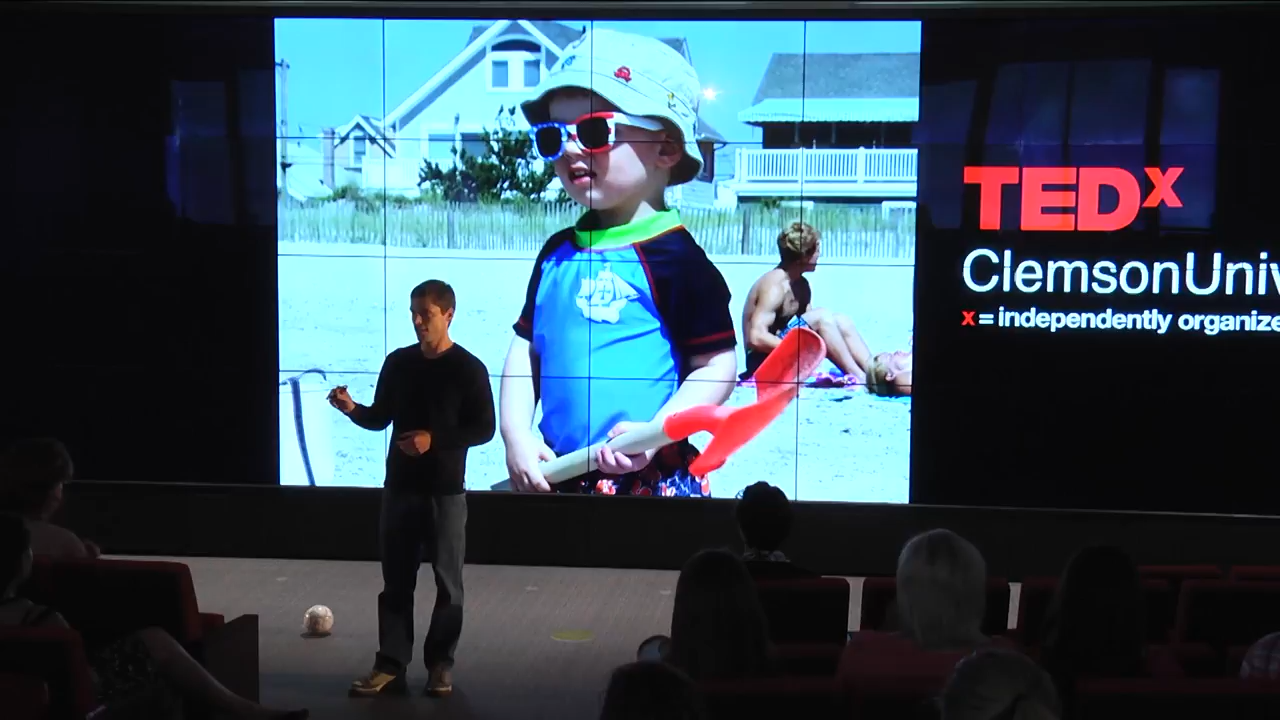 TEDx
ClemsonUniv
x = independently organize